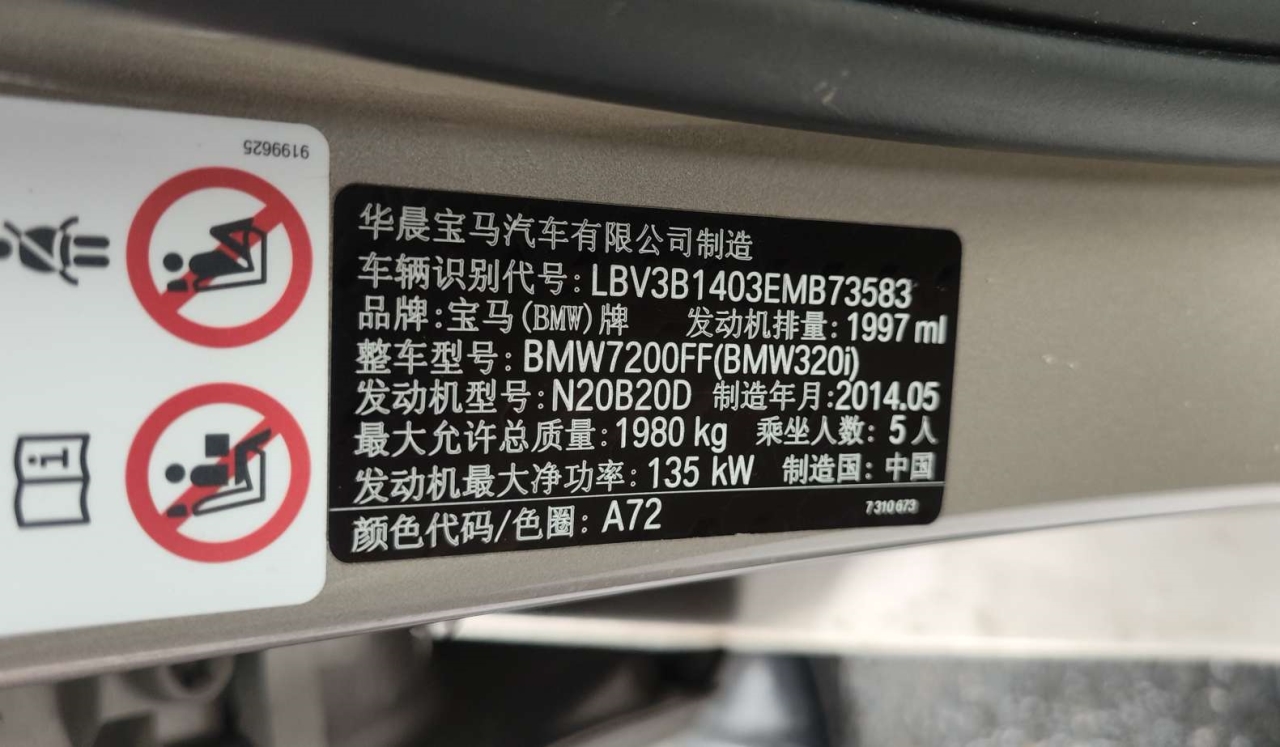 9199625
华晨宝马汽车有限公司制造
车辆识别代号: LBV3B1403EMB73583
品牌:宝马(BMW)牌 发动机排量: 1997 ml
整车型号: BMW7200FF(BMW320i)
发动机型号: N20B20D 制造年月:2014.05
最大允许总质量: 1980 kg 乘坐人数: 5人
发动机最大净功率: 135 kW 制造国: 中国
颜色代码/色圈: A72 7310673